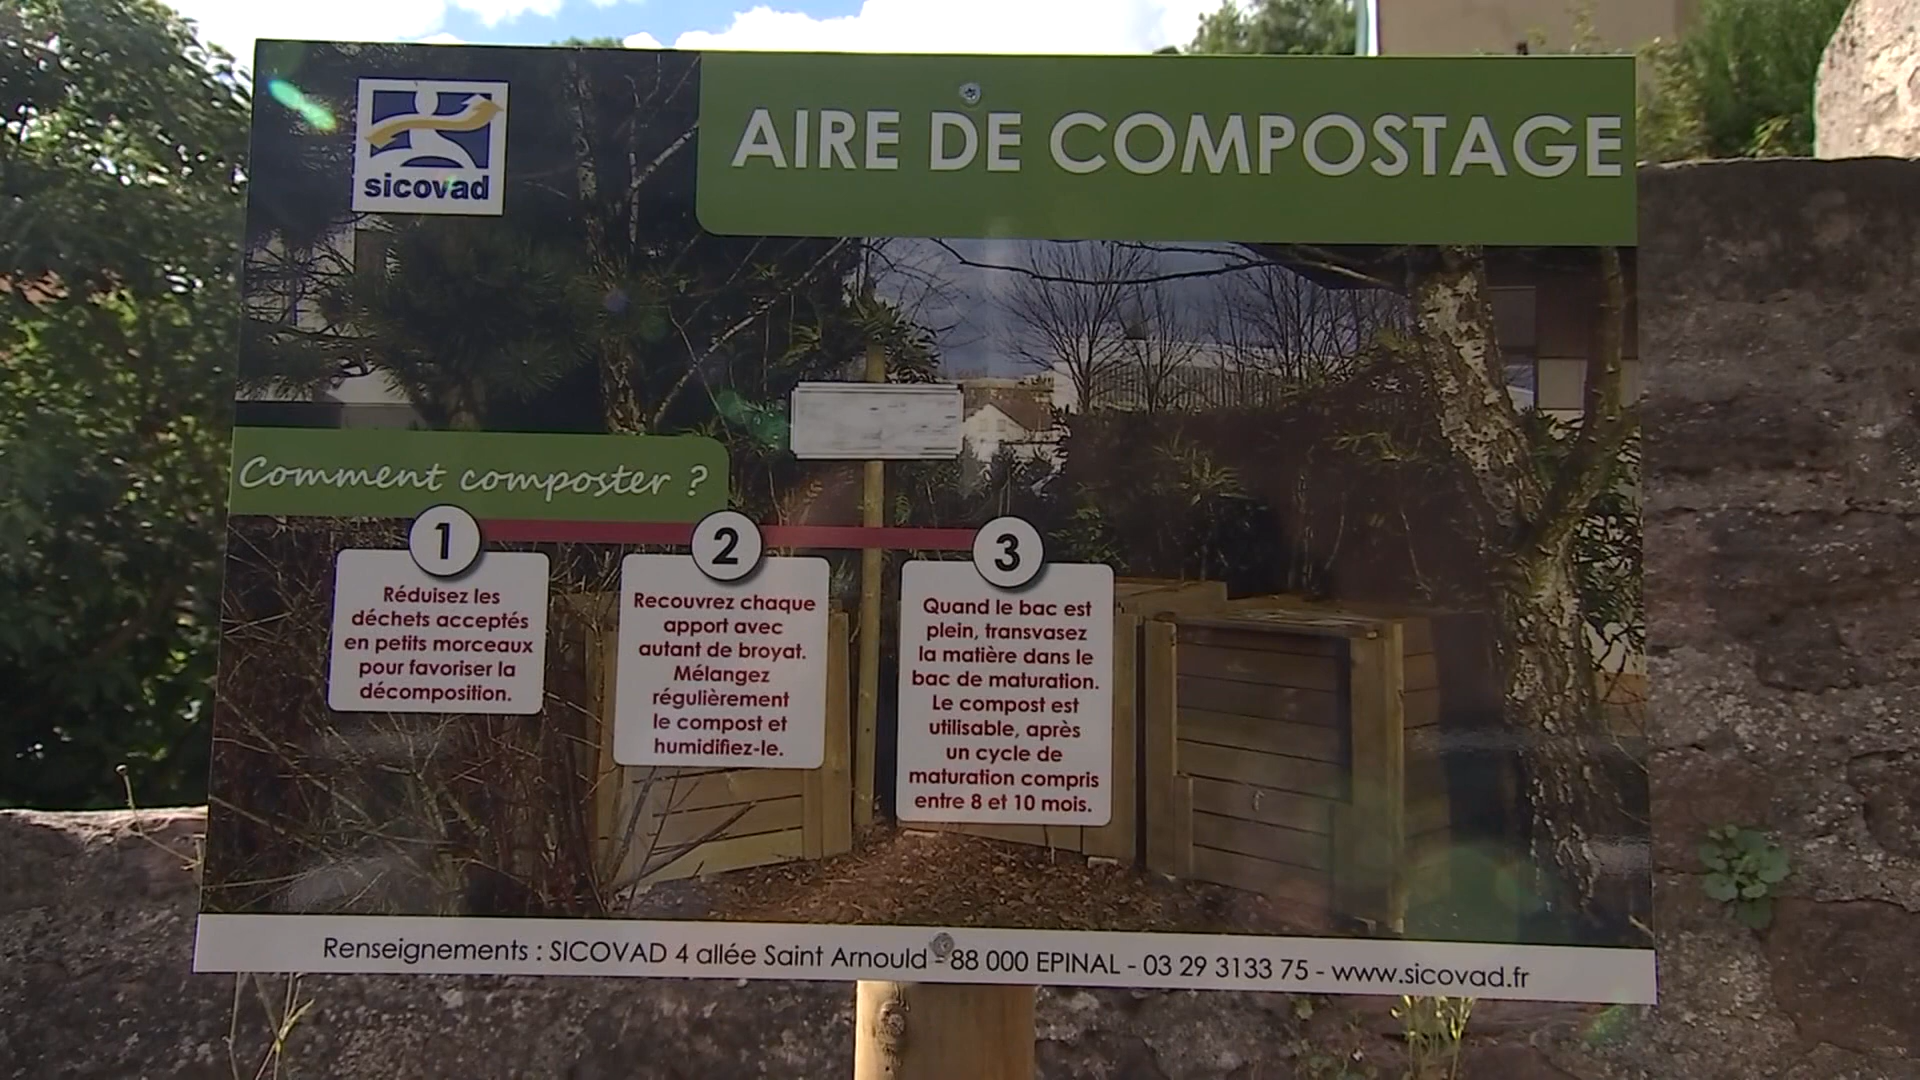 sicovad
AIRE DE COMPOSTAGE
Comment composter ?
1
Réduisez les
déchets acceptés
en petits morceaux
pour favoriser la
décomposition.
2
Recouvrez chaque
apport avec
autant de broyat.
Mélangez
régulièrement
le compost et
humidifiez-le.
3
Quand le bac est
plein, transvasez
la matière dans le
bac de maturation.
Le compost est
utilisable, après
un cycle de
maturation compris
entre 8 et 10 mois.
Renseignements : SICOVAD 4 allée Saint Arnould - 88 000 EPINAL - 03 29 3133 75 - www.sicovad.fr